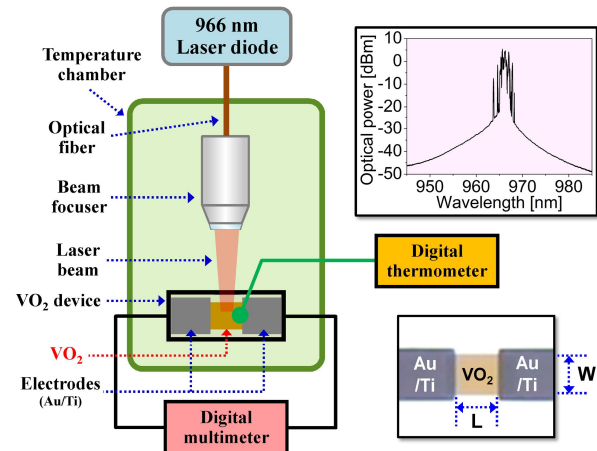 966 nm
Laser diode
Temperature
chamber
Optical
fiber
Beam
focuser
Laser
beam
VO2 device
VO2
Electrodes
(Au/Ti)
Digital
multimeter
Digital
thermometer
Optical power [dBm]
10
0
-10
-20
-30
-40
-50
950
960
970
980
Wavelength [nm]
Au
/Ti
VO2
Au
/Ti
W
L